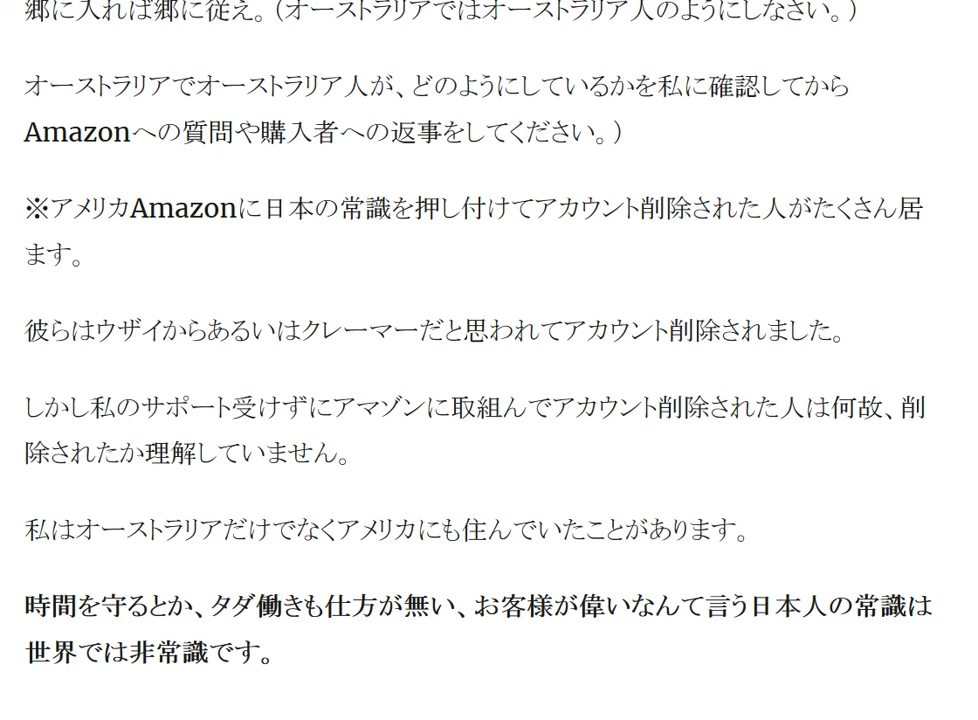 郷に入れば郷に従え。（オーストラリアではオーストラリア人のようにしなさい。）
オーストラリアでオーストラリア人が、どのようにしているかを私に確認してから
Amazonへの質問や購入者への返事をしてください。）
※アメリカAmazonに日本の常識を押し付けてアカウント削除された人がたくさん居
ます。
彼らはウザイからあるいはクレーマーだと思われてアカウント削除されました。
しかし私のサポート受けずにアマゾンに取組んでアカウント削除された人は何故、削
除されたか理解していません。
私はオーストラリアだけでなくアメリカにも住んでいたことがあります。
時間を守るとか、タダ働きも仕方が無い、お客様が偉いなんて言う日本人の常識は
世界では非常識です。